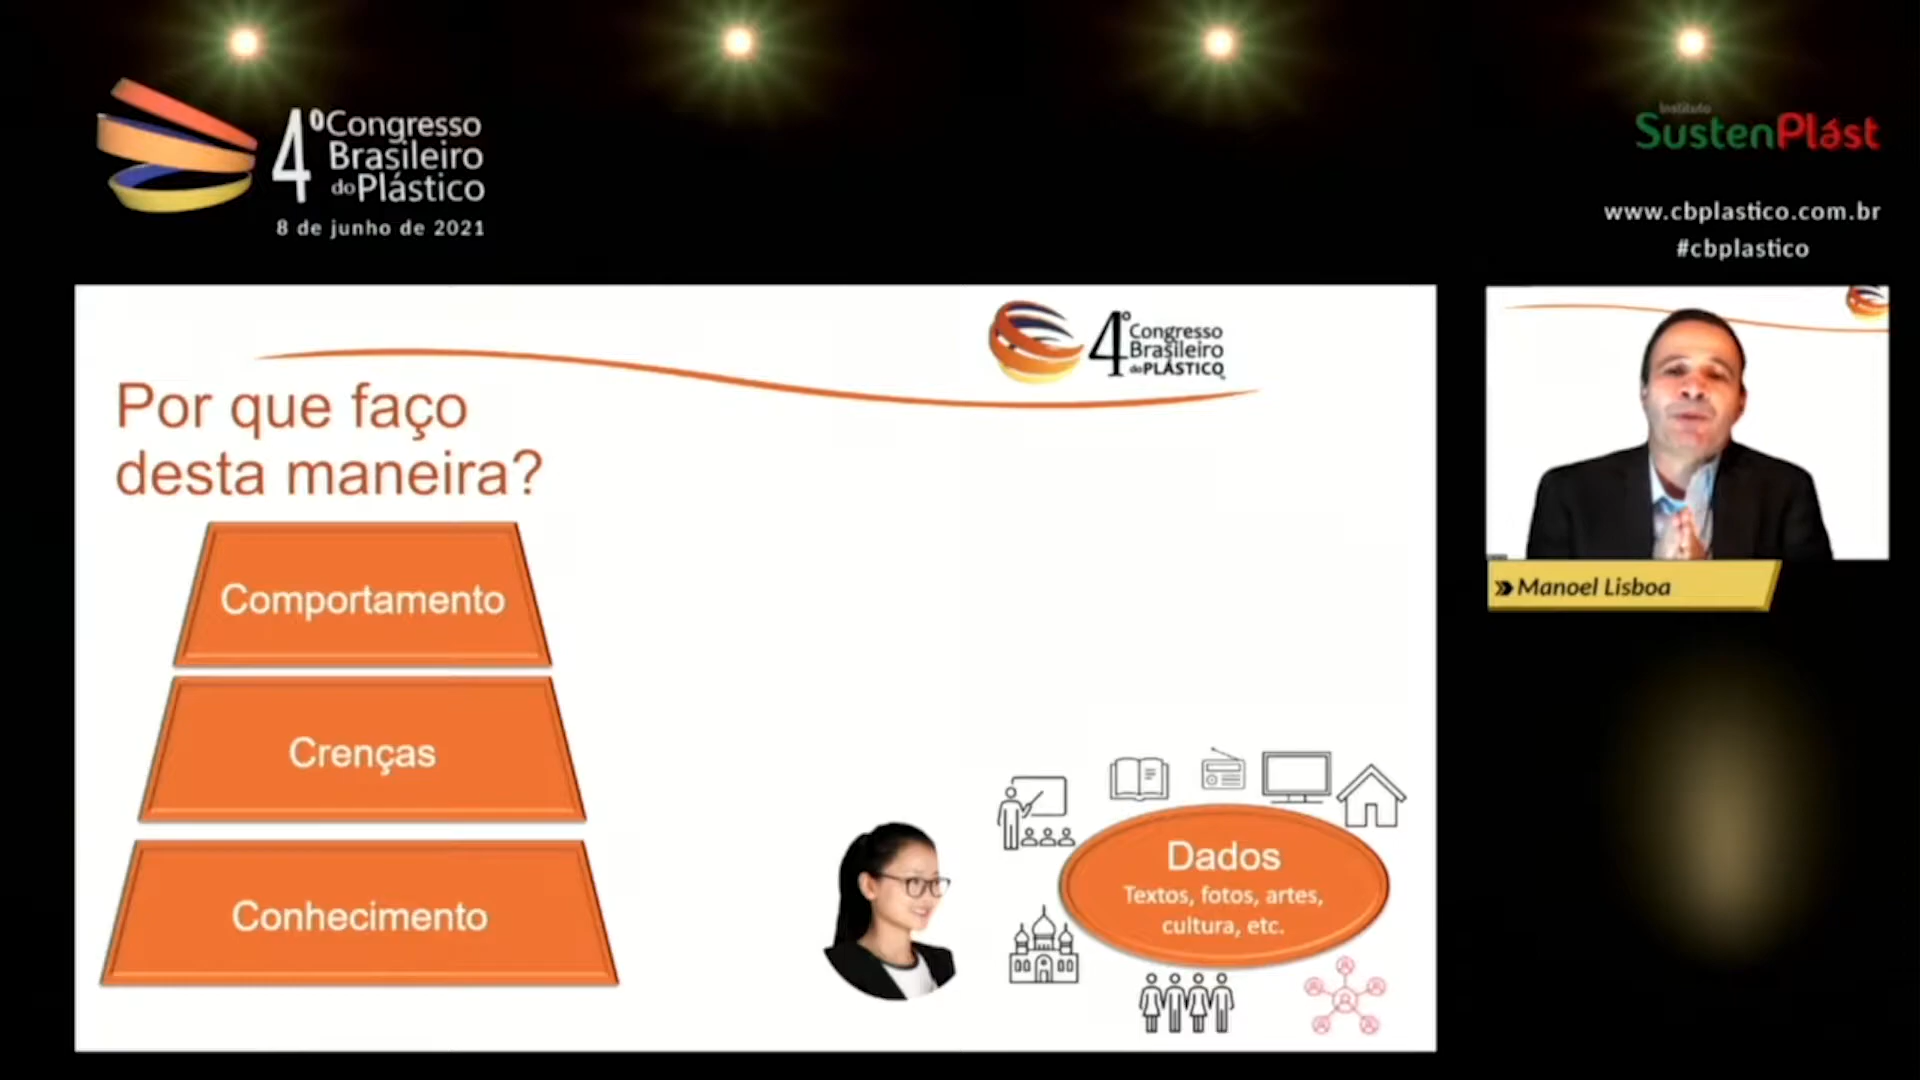 4º Congresso
Brasileiro
do Plástico
8 de junho de 2021
Instituto
SustenPlást
www.cbplastico.com.br
#cbplastico
4º Congresso
Brasileiro
do PLÁSTICO
Por que faço
desta maneira?
Comportamento
Crenças
Conhecimento
Dados
Textos, fotos, artes,
cultura, etc.
Manoel Lisboa